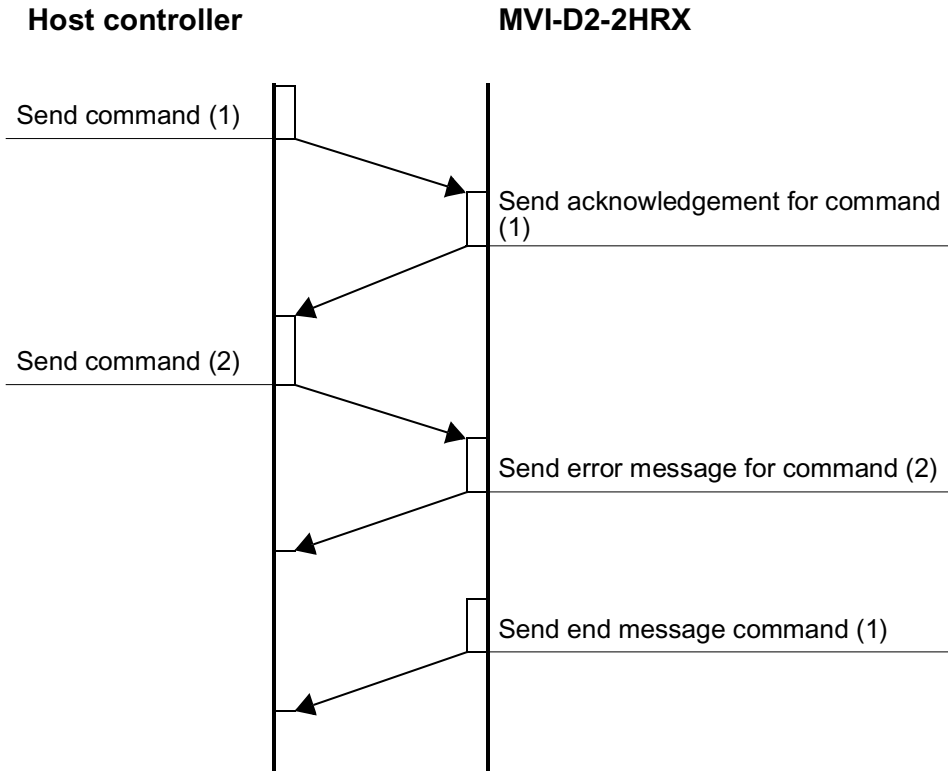 Host controller
MVI-D2-2HRX
Send command (1)
Send acknowledgement for command
(1)
Send command (2)
Send error message for command (2)
Send end message command (1)